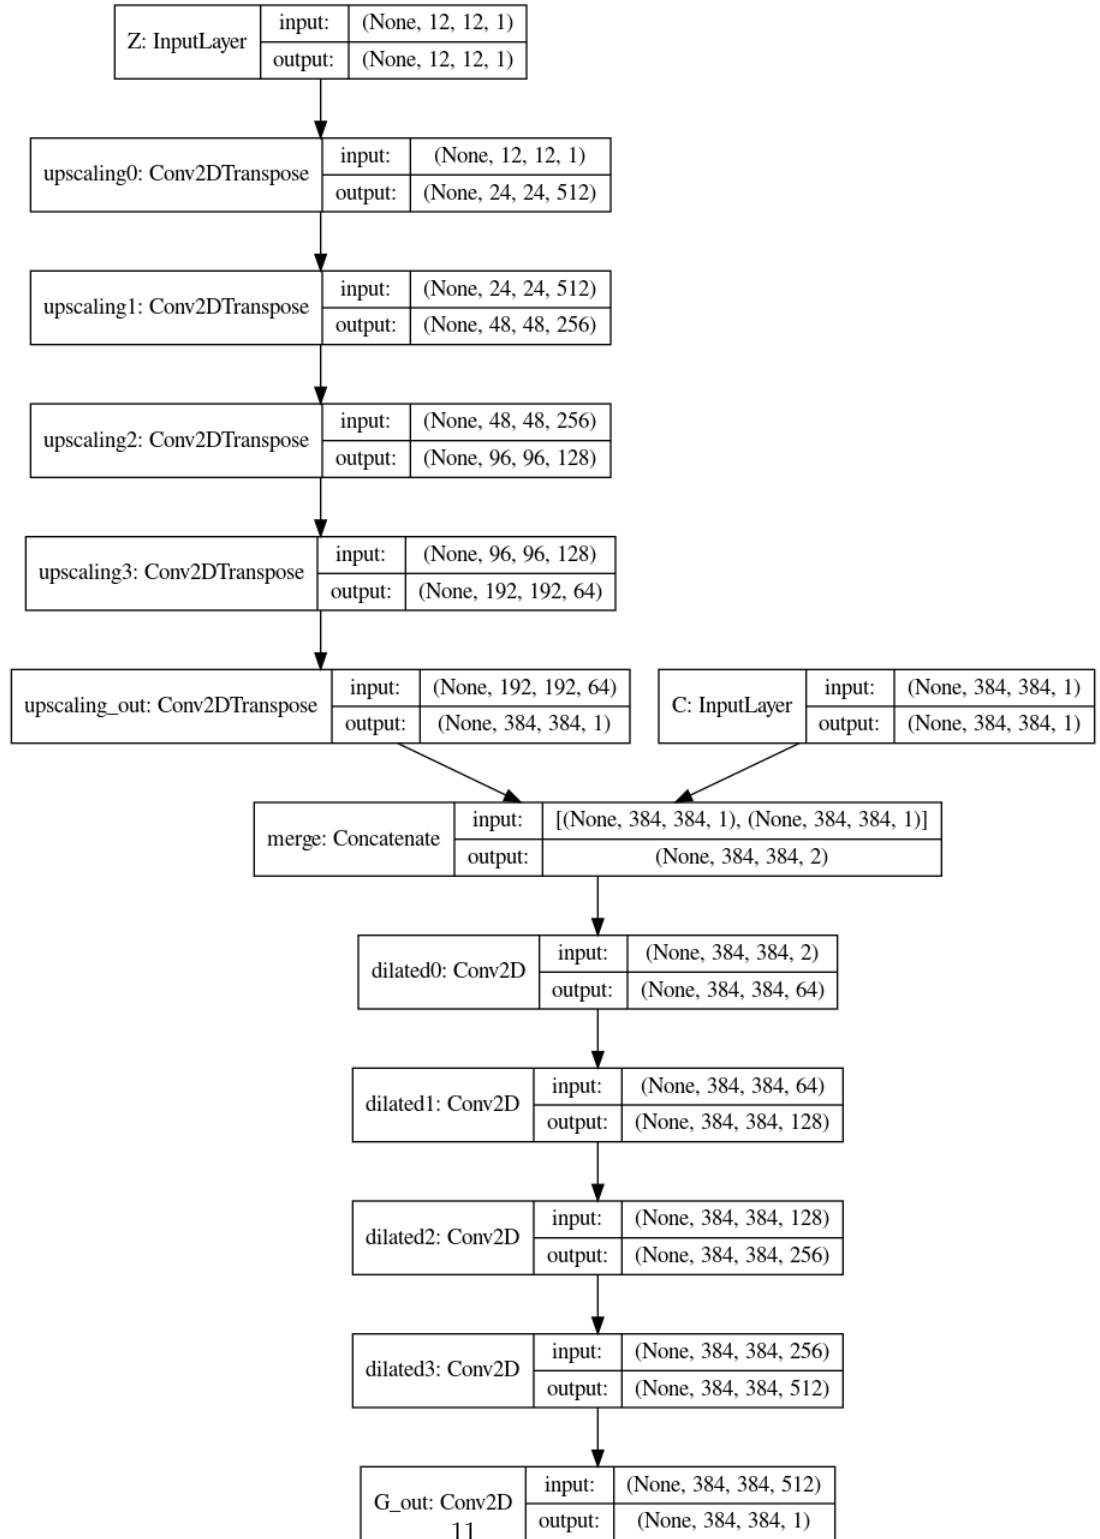 Z: InputLayer
input: (None, 12, 12, 1)
output: (None, 12, 12, 1)
upscaling0: Conv2DTranspose
input: (None, 12, 12, 1)
output: (None, 24, 24, 512)
upscaling1: Conv2DTranspose
input: (None, 24, 24, 512)
output: (None, 48, 48, 256)
upscaling2: Conv2DTranspose
input: (None, 48, 48, 256)
output: (None, 96, 96, 128)
upscaling3: Conv2DTranspose
input: (None, 96, 96, 128)
output: (None, 192, 192, 64)
upscaling_out: Conv2DTranspose
input: (None, 192, 192, 64)
output: (None, 384, 384, 1)
C: InputLayer
input: (None, 384, 384, 1)
output: (None, 384, 384, 1)
merge: Concatenate
input: [(None, 384, 384, 1), (None, 384, 384, 1)]
output: (None, 384, 384, 2)
dilated0: Conv2D
input: (None, 384, 384, 2)
output: (None, 384, 384, 64)
dilated1: Conv2D
input: (None, 384, 384, 64)
output: (None, 384, 384, 128)
dilated2: Conv2D
input: (None, 384, 384, 128)
output: (None, 384, 384, 256)
dilated3: Conv2D
input: (None, 384, 384, 256)
output: (None, 384, 384, 512)
G_out: Conv2D
input: (None, 384, 384, 512)
output: (None, 384, 384, 1)
11